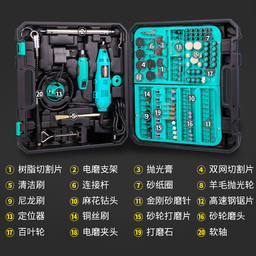 ① 树脂切割片 ② 电磨支架 ③ 抛光膏 ④ 双网切割片
⑤ 清洁刷 ⑥ 连接杆 ⑦ 砂纸圈 ⑧ 羊毛抛光轮
⑨ 尼龙刷 ⑩ 麻花钻头 ⑪ 金刚砂磨针 ⑫ 高速钢锯片
⑬ 定位器 ⑭ 铜丝刷 ⑮ 砂轮打磨片 ⑯ 砂轮磨头
⑰ 百叶轮 ⑱ 电磨夹头 ⑲ 打磨石 ⑳ 软轴